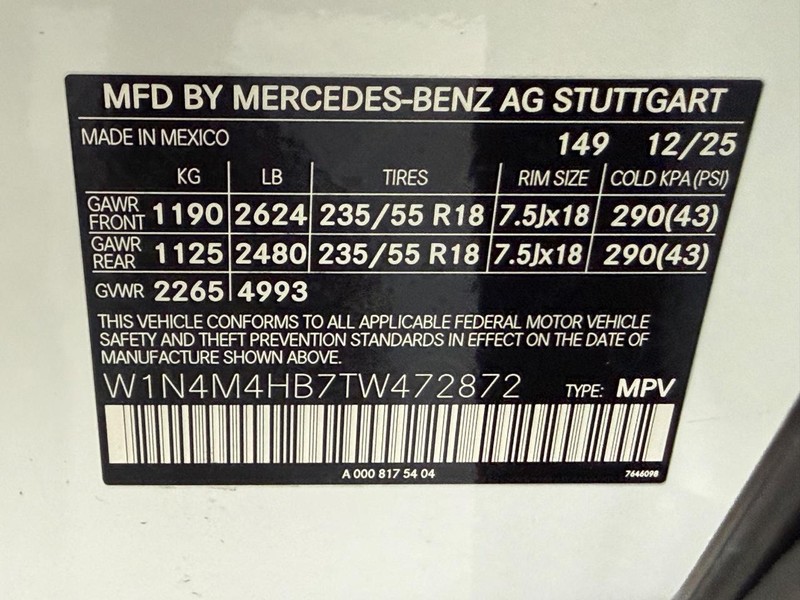 MFD BY MERCEDES-BENZ AG STUTTGART
MADE IN MEXICO 149 12/25
KG LB TIRES RIM SIZE COLD KPA(PSI)
GAWR FRONT 1190 2624 235/55 R18 7.5Jx18 290(43)
GAWR REAR 1125 2480 235/55 R18 7.5Jx18 290(43)
GVWR 2265 4993
THIS VEHICLE CONFORMS TO ALL APPLICABLE FEDERAL MOTOR VEHICLE
SAFETY AND THEFT PREVENTION STANDARDS IN EFFECT ON THE DATE OF
MANUFACTURE SHOWN ABOVE.
W1N4M4HB7TW472872 TYPE: MPV
A 000 817 54 04 7646098